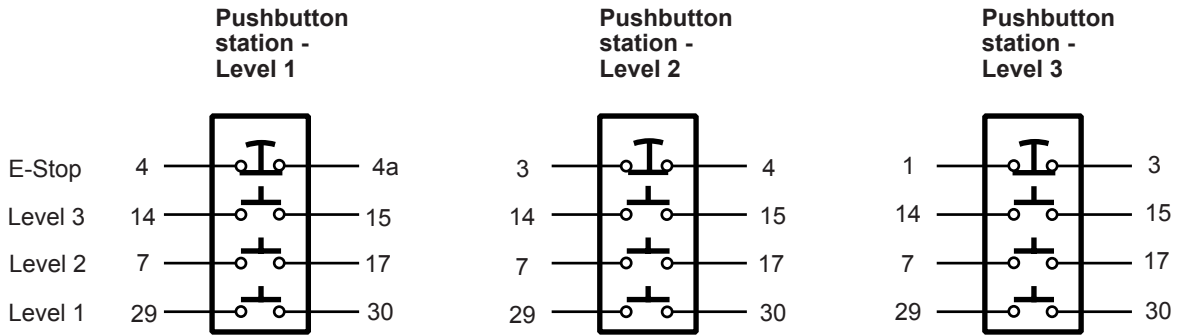 Pushbutton
station -
Level 1
Pushbutton
station -
Level 2
Pushbutton
station -
Level 3
E-Stop 4 4a 3 4 1 3
Level 3 14 15 14 15 14 15
Level 2 7 17 7 17 7 17
Level 1 29 30 29 30 29 30